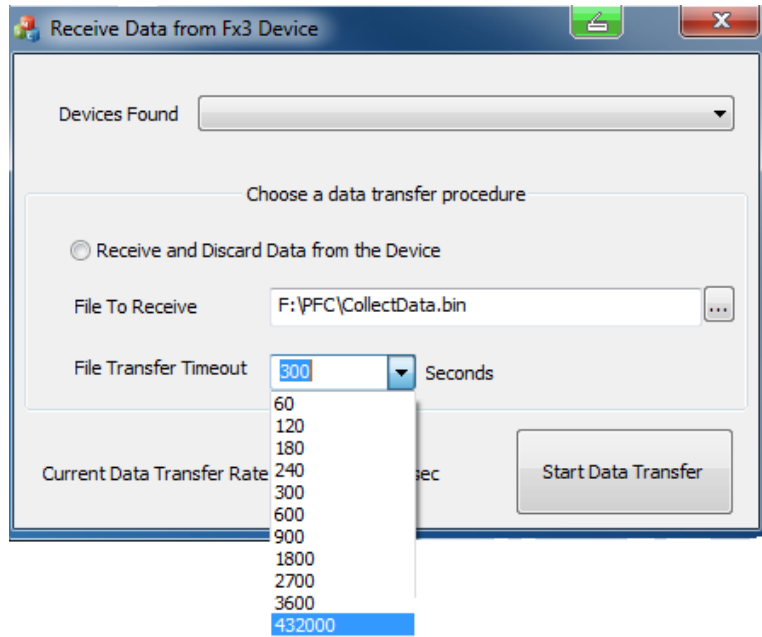 Receive Data from Fx3 Device
Devices Found
Choose a data transfer procedure
Receive and Discard Data from the Device
File To Receive F:\PFC\CollectData.bin ...
File Transfer Timeout 300 Seconds
60
120
180
240
300
600
900
1800
2700
3600
432000
Current Data Transfer Rate sec
Start Data Transfer